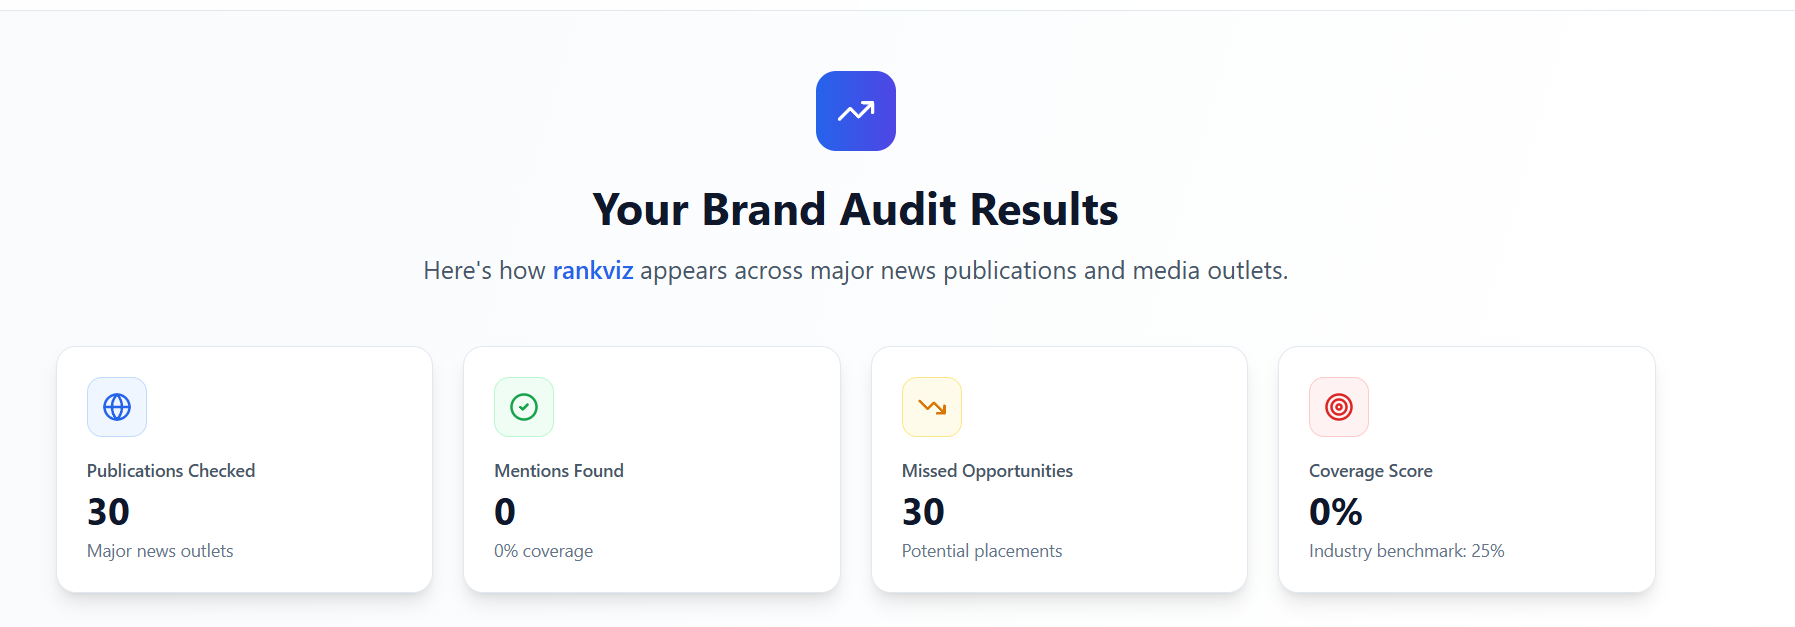 Your Brand Audit Results
Here's how rankviz appears across major news publications and media outlets.
Publications Checked
30
Major news outlets
Mentions Found
0
0% coverage
Missed Opportunities
30
Potential placements
Coverage Score
0%
Industry benchmark: 25%